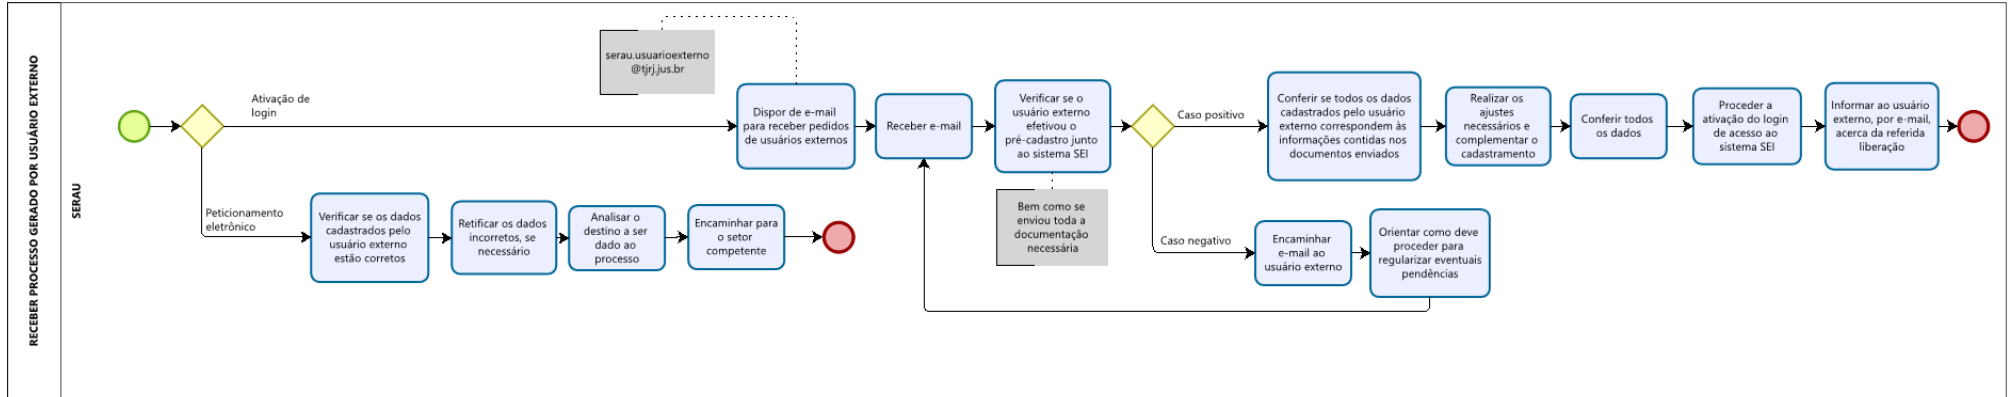 RECEBER PROCESSO GERADO POR USUÁRIO EXTERNO
SERAU
Ativação de
login
serau.usuarioexterno
@tjrj.jus.br
Dispor de e-mail
para receber pedidos
de usuários externos
Receber e-mail
Verificar se o
usuário externo
efetivou o
pré-cadastro junto
ao sistema SEI
Bem como se
enviou toda a
documentação
necessária
Caso positivo
Conferir se todos os dados
cadastrados pelo usuário
externo correspondem às
informações contidas nos
documentos enviados
Realizar os
ajustes
necessários e
complementar o
cadastramento
Conferir todos
os dados
Proceder a
ativação do login
de acesso ao
sistema SEI
Informar ao usuário
externo, por e-mail,
acerca da referida
liberação
Caso negativo
Encaminhar
e-mail ao
usuário externo
Orientar como deve
proceder para
regularizar eventuais
pendências
Peticionamento
eletrônico
Verificar se os dados
cadastrados pelo
usuário externo
estão corretos
Retificar os dados
incorretos, se
necessário
Analisar o
destino a ser
dado ao
processo
Encaminhar para
o setor
competente